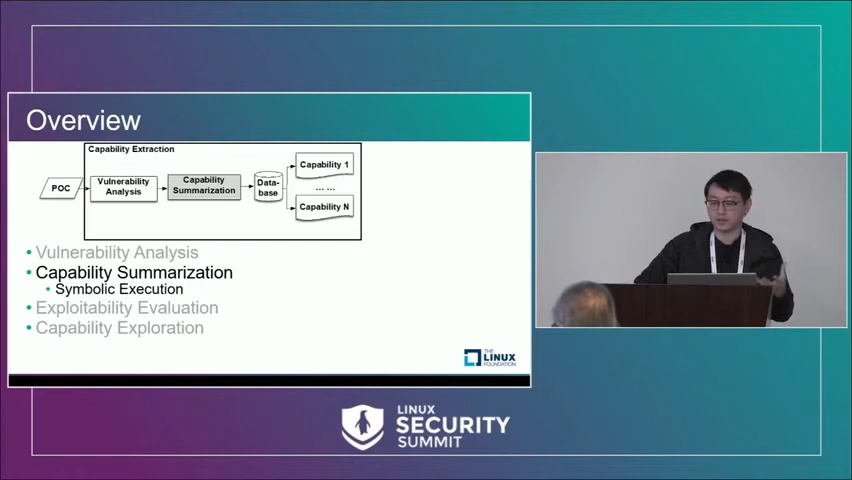 Overview
Capability Extraction
POC
Vulnerability
Analysis
Capability
Summarization
Data-
base
Capability 1
... ...
Capability N
• Vulnerability Analysis
• Capability Summarization
• Symbolic Execution
• Exploitability Evaluation
• Capability Exploration
THE
LINUX
FOUNDATION
LINUX
SECURITY
SUMMIT